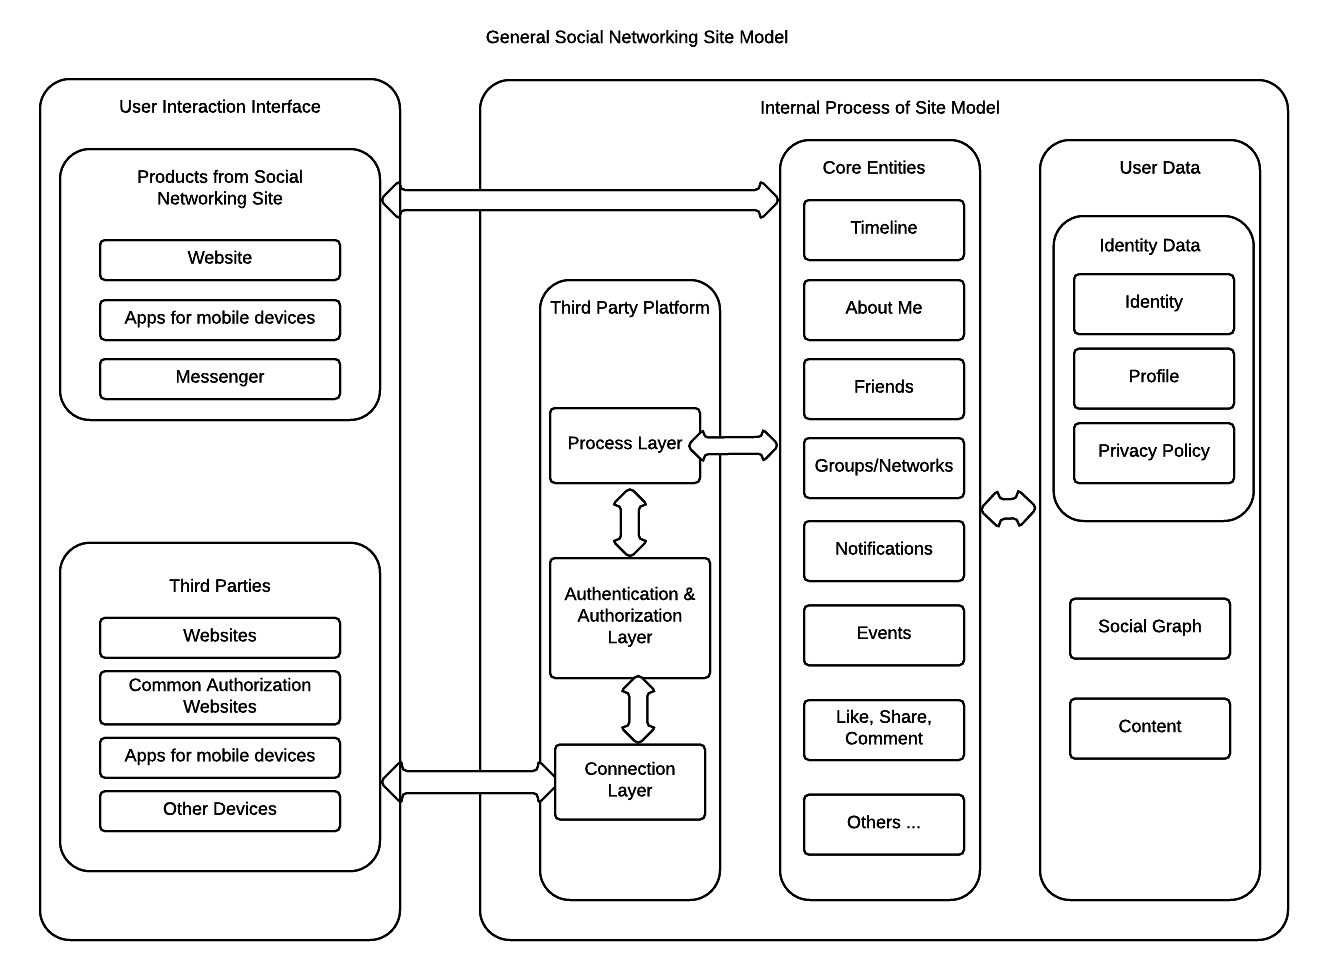 General Social Networking Site Model
User Interaction Interface
Products from Social
Networking Site
Website
Apps for mobile devices
Messenger
Third Parties
Websites
Common Authorization
Websites
Apps for mobile devices
Other Devices
Internal Process of Site Model
Third Party Platform
Process Layer
Authentication &
Authorization
Layer
Connection
Layer
Core Entities
Timeline
About Me
Friends
Groups/Networks
Notifications
Events
Like, Share,
Comment
Others ...
User Data
Identity Data
Identity
Profile
Privacy Policy
Social Graph
Content